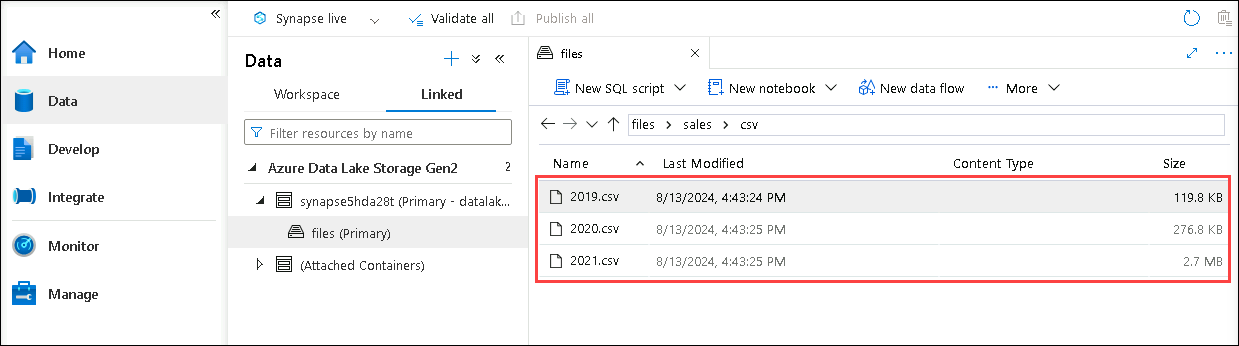 Synapse live
Validate all
Publish all
Home
Data
Develop
Integrate
Monitor
Manage
Data
Workspace
Linked
Filter resources by name
Azure Data Lake Storage Gen2 2
synapse5hda28t (Primary - datalak...
files (Primary)
(Attached Containers)
files
New SQL script
New notebook
New data flow
More
files > sales > csv
Name Last Modified Content Type Size
2019.csv 8/13/2024, 4:43:24 PM 119.8 KB
2020.csv 8/13/2024, 4:43:25 PM 276.8 KB
2021.csv 8/13/2024, 4:43:25 PM 2.7 MB